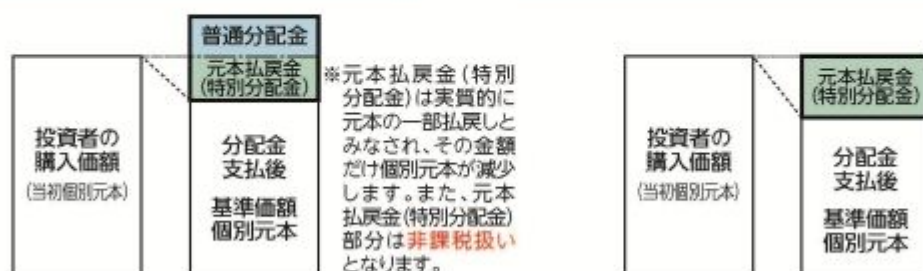 普通分配金
元本払戻金
(特別分配金)
投資者の
購入価額
(当初個別元本)
分配金
支払後
基準価額
個別元本
※元本払戻金(特別
分配金)は実質的に
元本の一部払戻しと
みなされ、その金額
だけ個別元本が減少
します。また、元本
払戻金(特別分配金)
部分は非課税扱い
となります。
元本払戻金
(特別分配金)
投資者の
購入価額
(当初個別元本)
分配金
支払後
基準価額
個別元本